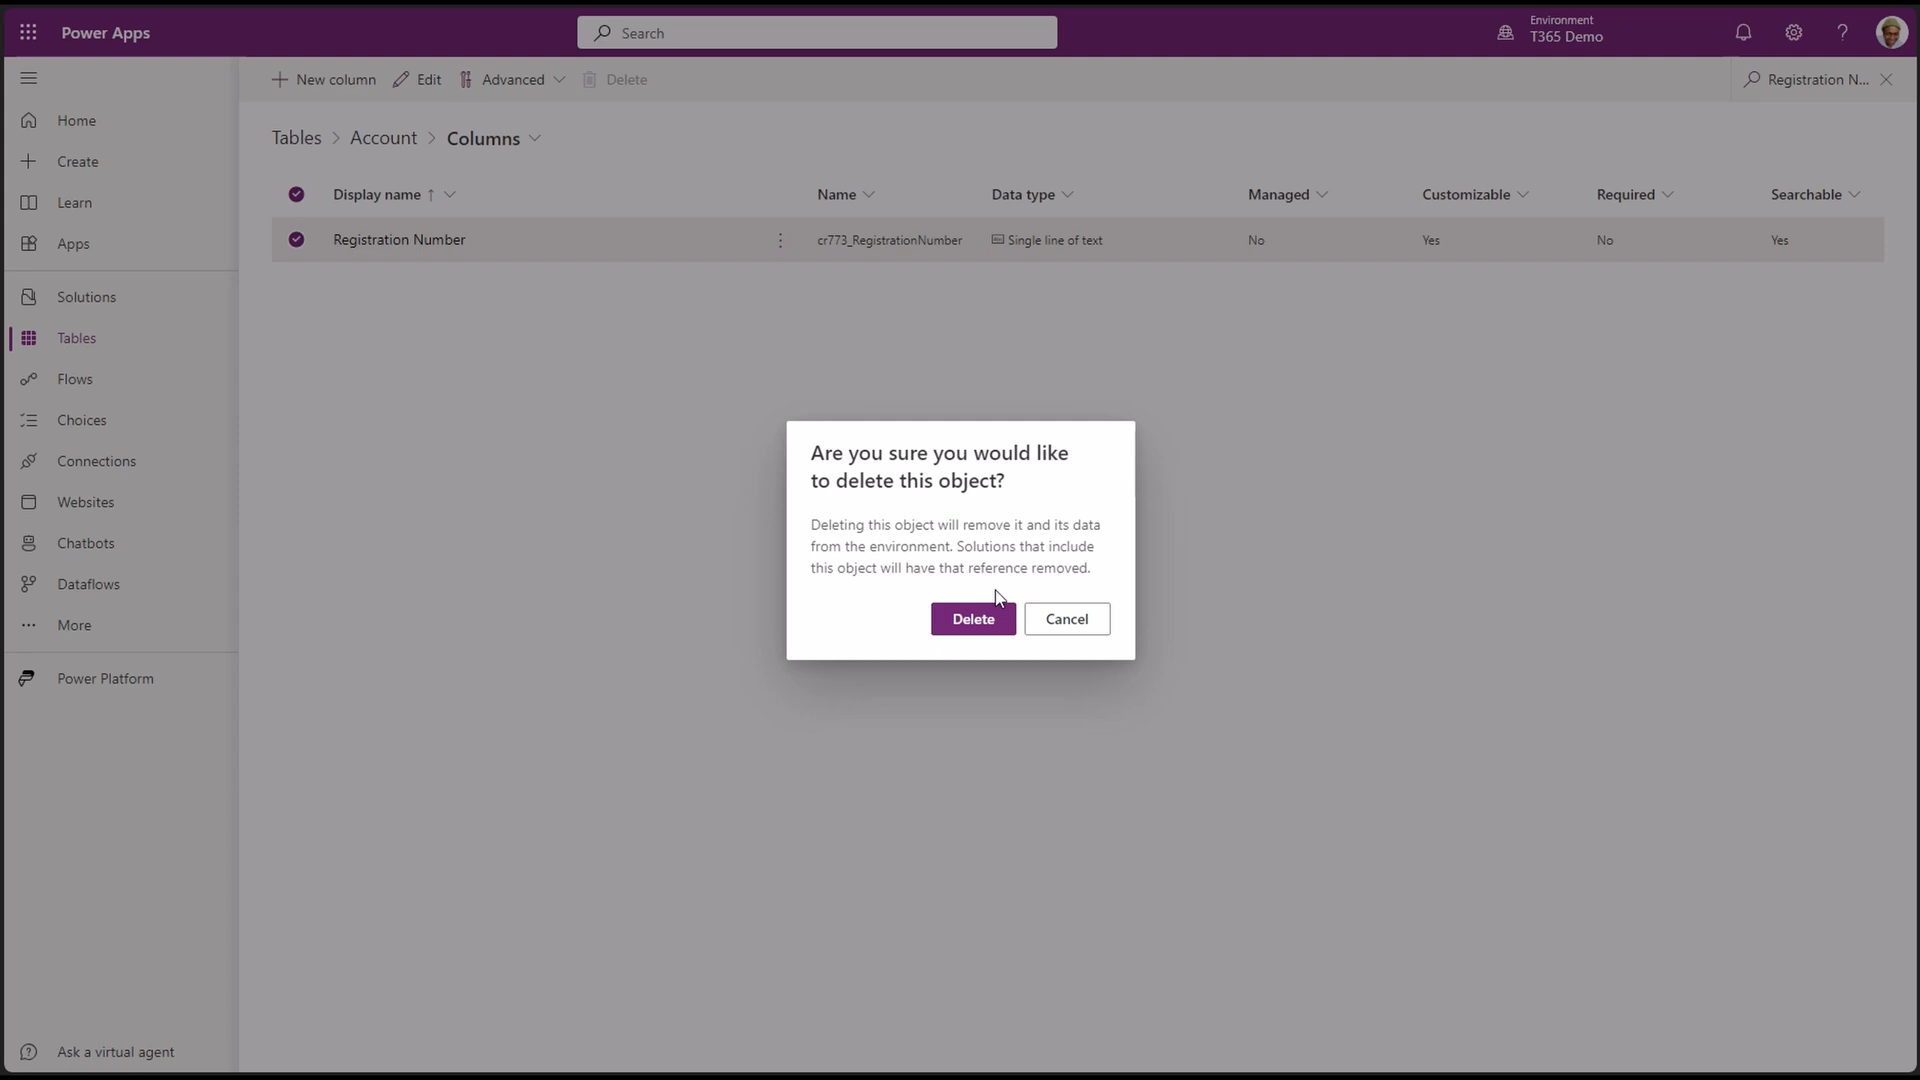 Power Apps
Search
Environment
T365 Demo
New column
Edit
Advanced
Delete
Registration N...
Home
Create
Learn
Apps
Solutions
Tables
Flows
Choices
Connections
Websites
Chatbots
Dataflows
More
Power Platform
Ask a virtual agent
Tables > Account > Columns
Display name ↑ Name Data type Managed Customizable Required Searchable
Registration Number cr773_RegistrationNumber Single line of text No Yes No Yes
Are you sure you would like
to delete this object?
Deleting this object will remove it and its data
from the environment. Solutions that include
this object will have that reference removed.
Delete Cancel